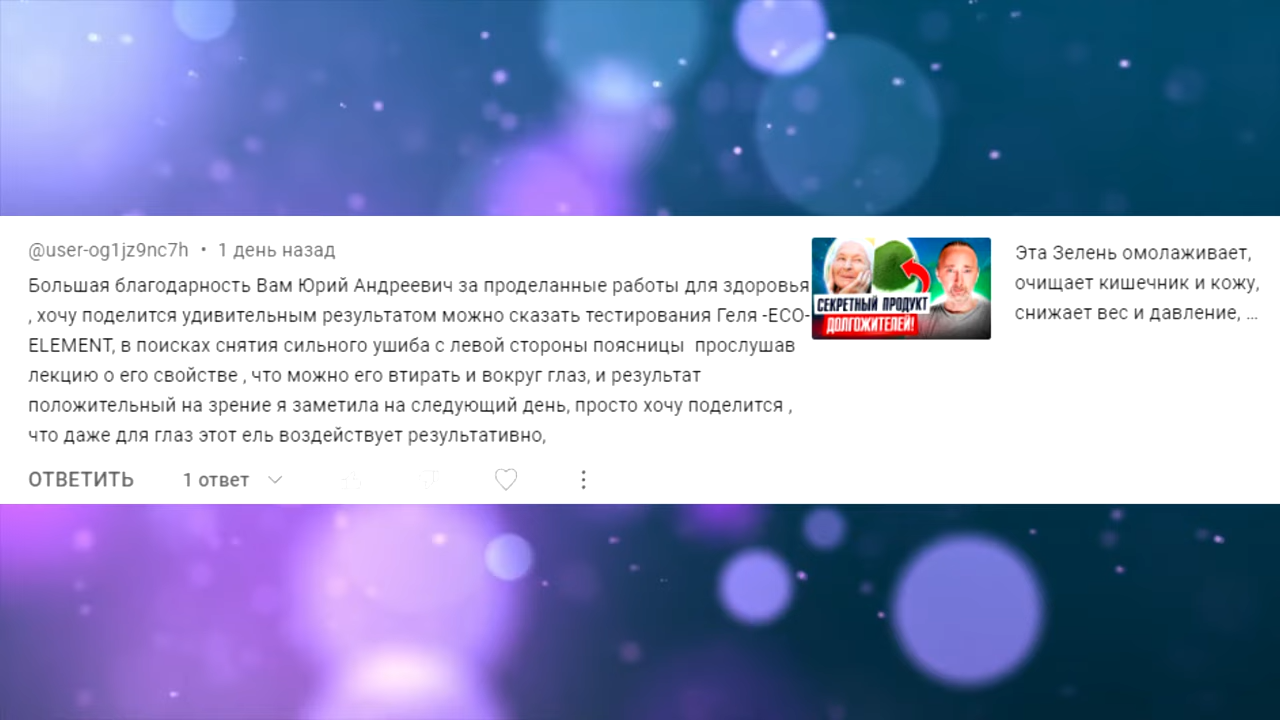 @user-og1jz9nc7h • 1 день назад
Большая благодарность Вам Юрий Андреевич за проделанные работы для здоровья
, хочу поделится удивительным результатом можно сказать тестирования Геля -ECO-
ELEMENT, в поисках снятия сильного ушиба с левой стороны поясницы прослушав
лекцию о его свойстве , что можно его втирать и вокруг глаз, и результат
положительный на зрение я заметила на следующий день, просто хочу поделится ,
что даже для глаз этот ель воздействует результативно,
ОТВЕТИТЬ 1 ответ
СЕКРЕТНЫЙ ПРОДУКТ
ДОЛГОЖИТЕЛЕЙ!
Эта Зелень омолаживает,
очищает кишечник и кожу,
снижает вес и давление, ...